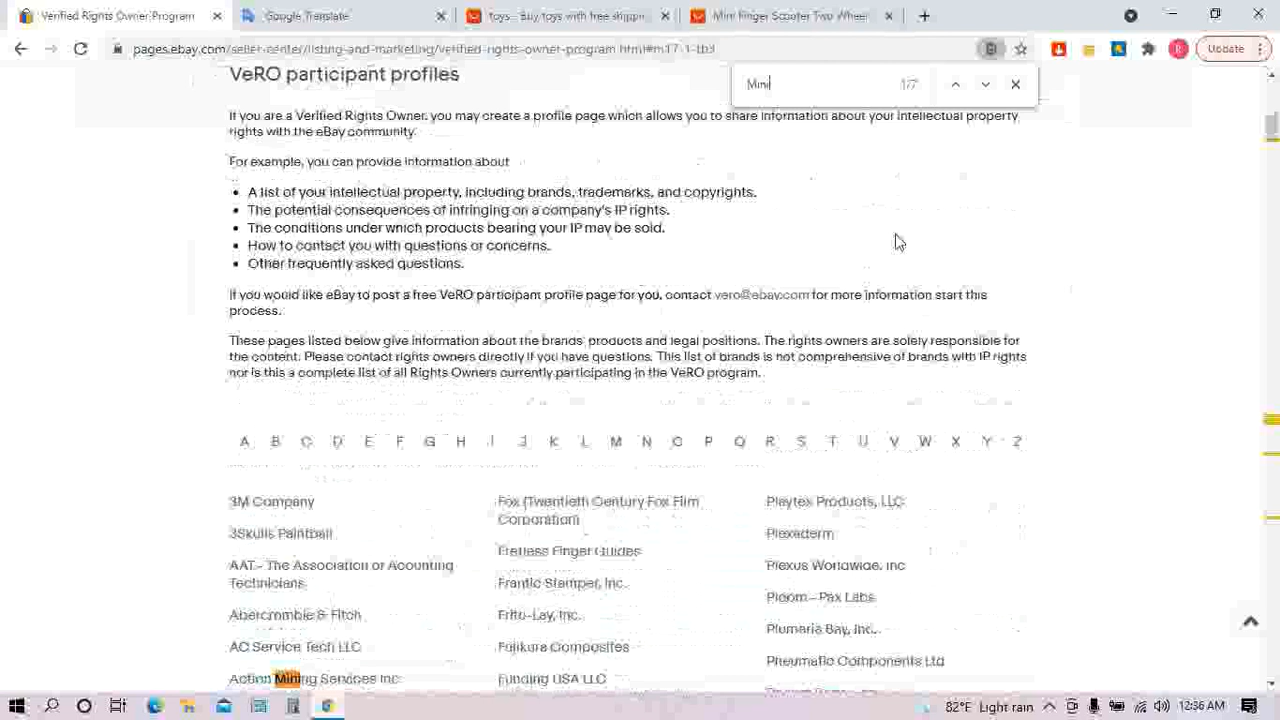 Verified Rights Owner Program
Google Translate
toys - Buy toys with free shippin
Mini Finger Scooter Two Wheel
pages.ebay.com/seller-center/listing-and-marketing/verified-rights-owner-program.html#m17-1-tb3
Update
VeRO participant profiles
Mini
1/7
If you are a Verified Rights Owner, you may create a profile page which allows you to share information about your intellectual property
rights with the eBay community.
For example, you can provide information about
A list of your intellectual property, including brands, trademarks, and copyrights.
The potential consequences of infringing on a company's IP rights.
The conditions under which products bearing your IP may be sold.
How to contact you with questions or concerns.
Other frequently asked questions.
If you would like eBay to post a free VeRO participant profile page for you, contact vero@ebay.com for more information start this
process.
These pages listed below give information about the brands' products and legal positions. The rights owners are solely responsible for
the content. Please contact rights owners directly if you have questions. This list of brands is not comprehensive of brands with IP rights
nor is this a complete list of all Rights Owners currently participating in the VeRO program.
A B C D E F G H I J K L M N O P Q R S T U V W X Y Z
3M Company
3Skulls Paintball
AAT - The Association of Accounting
Technicians
Abercrombie & Fitch
AC Service Tech LLC
Action Mining Services Inc
Fox (Twentieth Century Fox Film
Corporation)
Fretless Finger Guides
Frantic Stamper, Inc.
Frito-Lay, Inc.
Fujikura Composites
Funding USA LLC
Playtex Products, LLC
Plexaderm
Plexus Worldwide, Inc
Ploom - Pax Labs
Plumeria Bay, Inc.
Pneumatic Components Ltd
82°F Light rain
12:36 AM